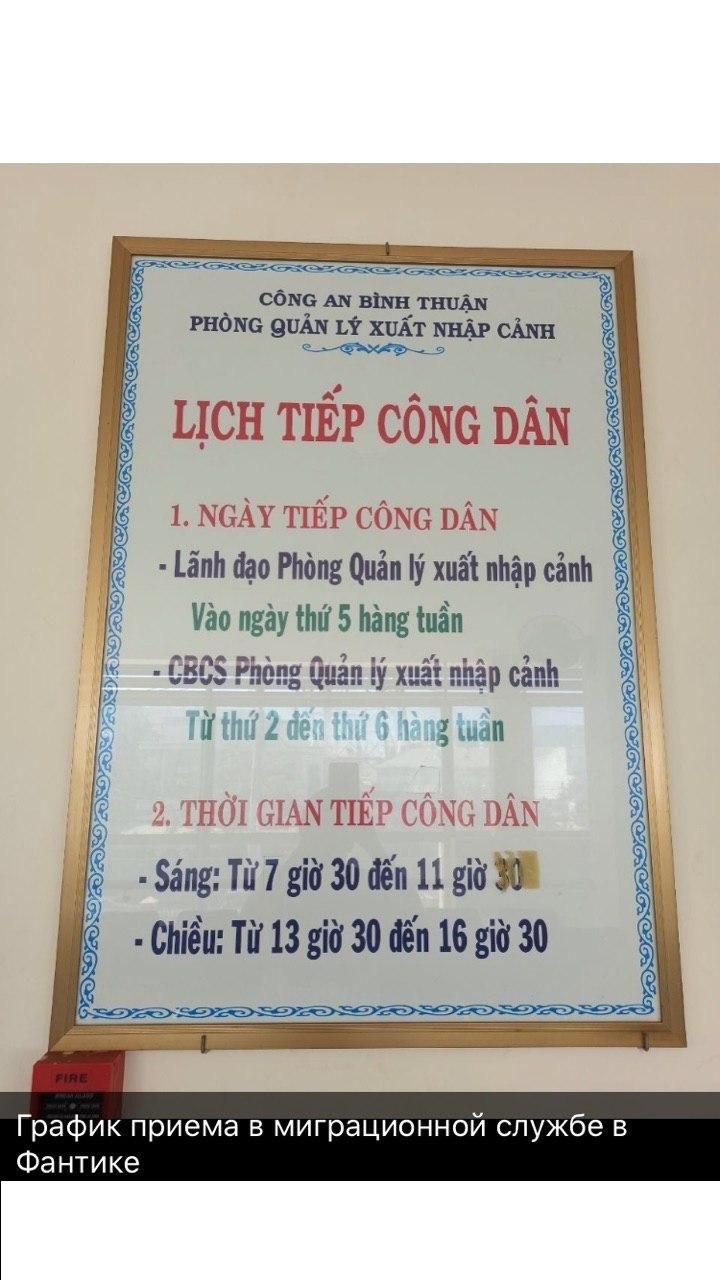 CÔNG AN BÌNH THUẬN
PHÒNG QUẢN LÝ XUẤT NHẬP CẢNH
LỊCH TIẾP CÔNG DÂN
1. NGÀY TIẾP CÔNG DÂN
- Lãnh đạo Phòng Quản lý xuất nhập cảnh
Vào ngày thứ 5 hàng tuần
- CBCS Phòng Quản lý xuất nhập cảnh
Từ thứ 2 đến thứ 6 hàng tuần
2. THỜI GIAN TIẾP CÔNG DÂN
- Sáng: Từ 7 giờ 30 đến 11 giờ 30
- Chiều: Từ 13 giờ 30 đến 16 giờ 30
FIRE
График приема в миграционной службе в
Фантике